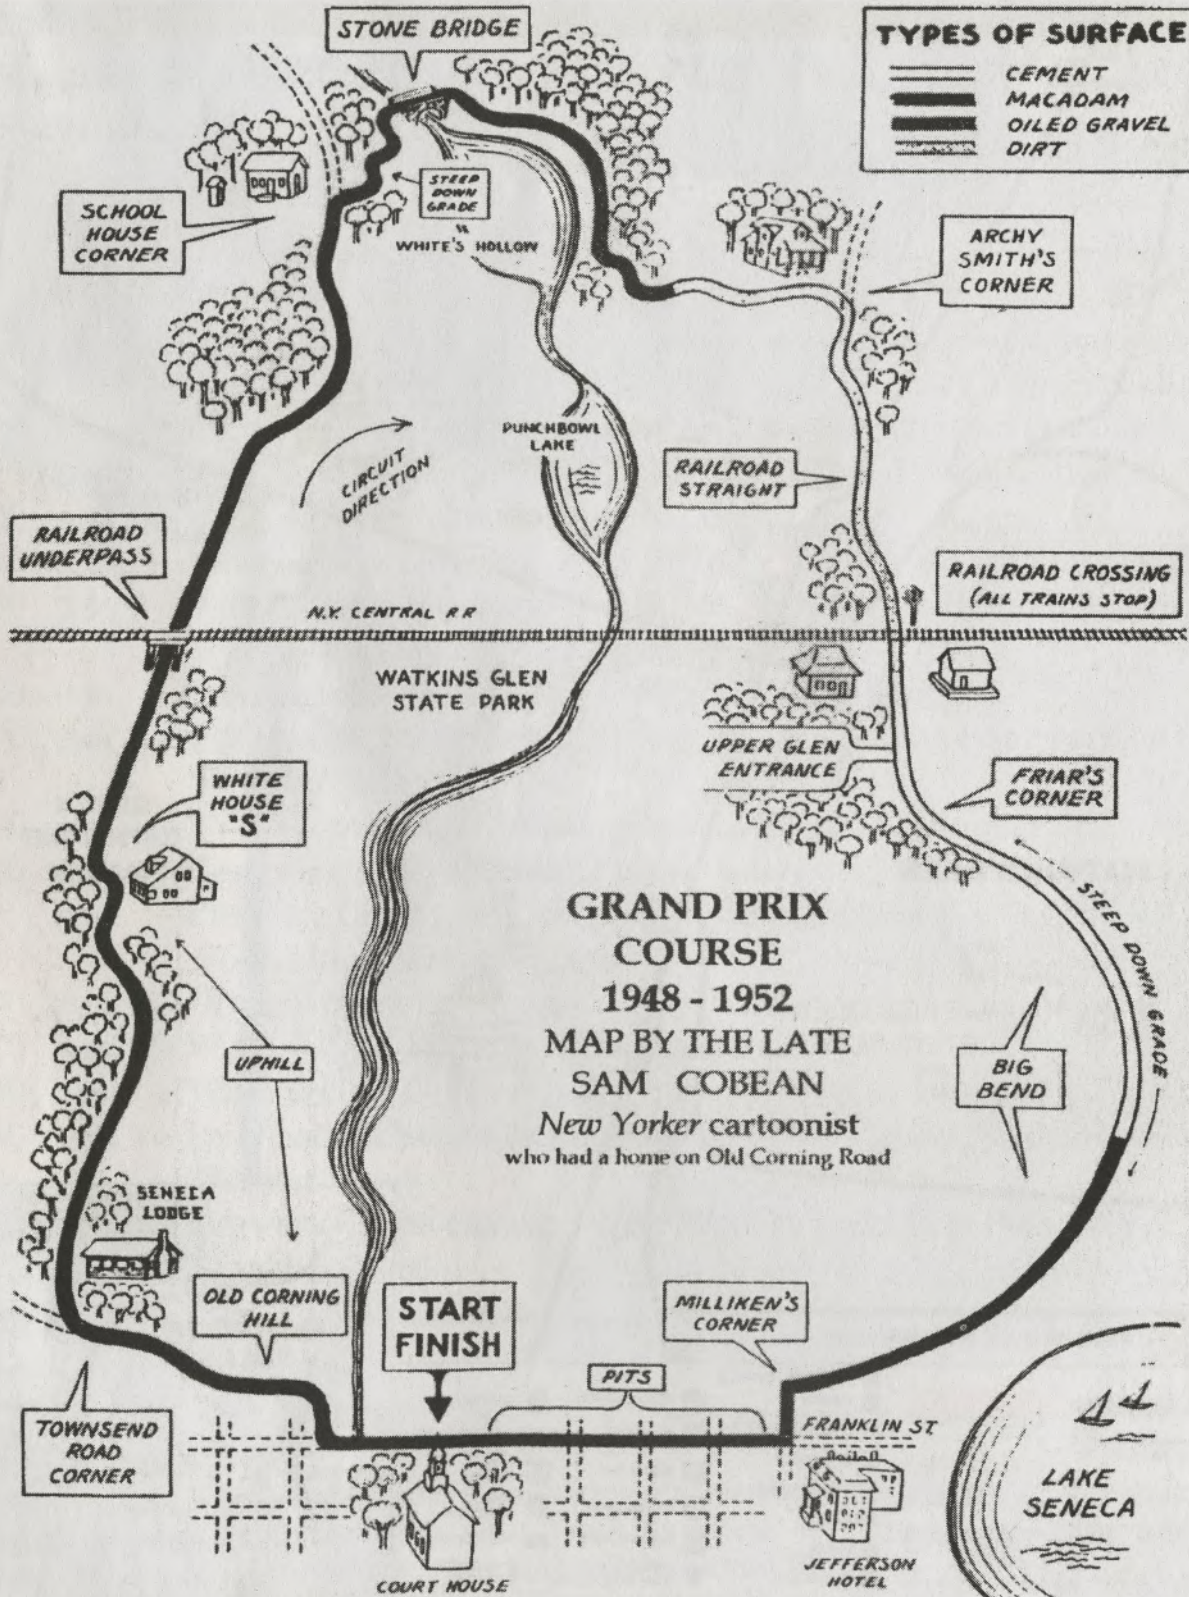 STONE BRIDGE
TYPES OF SURFACE
CEMENT
MACADAM
OILED GRAVEL
DIRT
SCHOOL
HOUSE
CORNER
STEEP
DOWN
GRADE
"
WHITE'S HOLLOW
ARCHY
SMITH'S
CORNER
CIRCUIT
DIRECTION
PUNCHBOWL
LAKE
RAILROAD
STRAIGHT
RAILROAD
UNDERPASS
RAILROAD CROSSING
(ALL TRAINS STOP)
N.Y. CENTRAL R R
WATKINS GLEN
STATE PARK
UPPER GLEN
ENTRANCE
WHITE
HOUSE
"S"
FRIAR'S
CORNER
STEEP DOWN GRADE
GRAND PRIX
COURSE
1948 - 1952
MAP BY THE LATE
SAM COBEAN
New Yorker cartoonist
who had a home on Old Corning Road
UPHILL
BIG
BEND
SENECA
LODGE
OLD CORNING
HILL
START
FINISH
MILLIKEN'S
CORNER
PITS
TOWNSEND
ROAD
CORNER
FRANKLIN ST.
LAKE
SENECA
COURT HOUSE
JEFFERSON
HOTEL